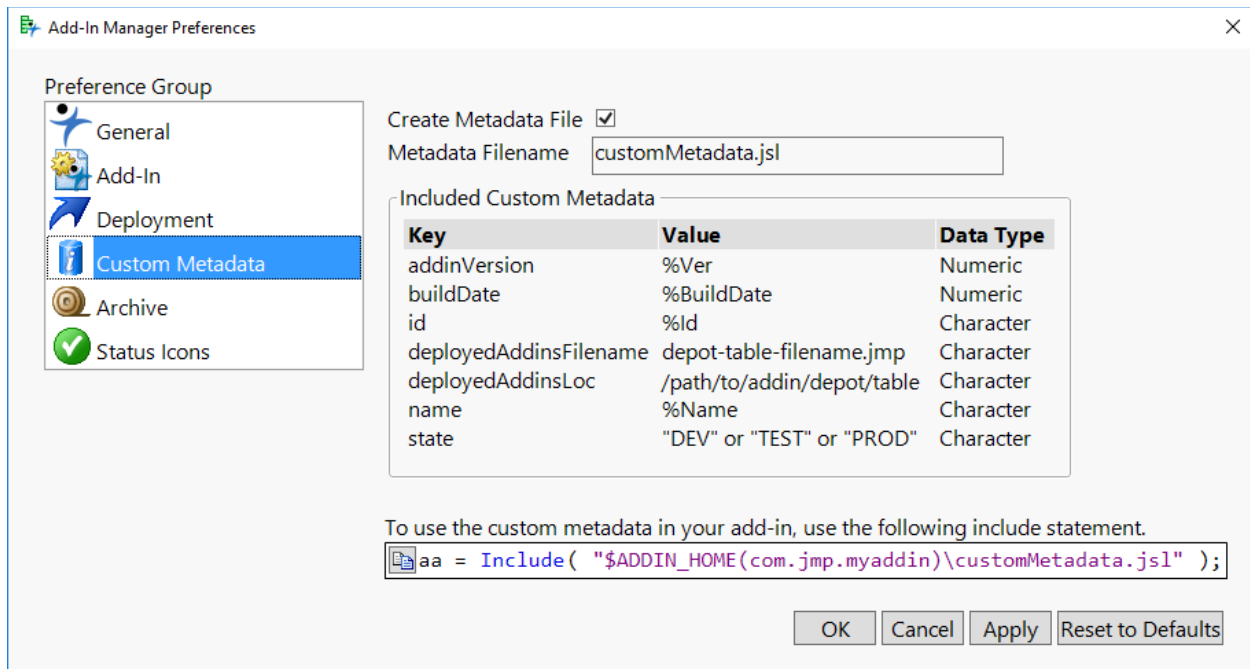 Add-In Manager Preferences
Preference Group
General
Add-In
Deployment
Custom Metadata
Archive
Status Icons
Create Metadata File
Metadata Filename customMetadata.jsl
Included Custom Metadata
Key Value Data Type
addinVersion %Ver Numeric
buildDate %BuildDate Numeric
id %Id Character
deployedAddinsFilename depot-table-filename.jmp Character
deployedAddinsLoc /path/to/addin/depot/table Character
name %Name Character
state "DEV" or "TEST" or "PROD" Character
To use the custom metadata in your add-in, use the following include statement.
aa = Include( "$ADDIN_HOME(com.jmp.myaddin)\customMetadata.jsl" );
OK Cancel Apply Reset to Defaults